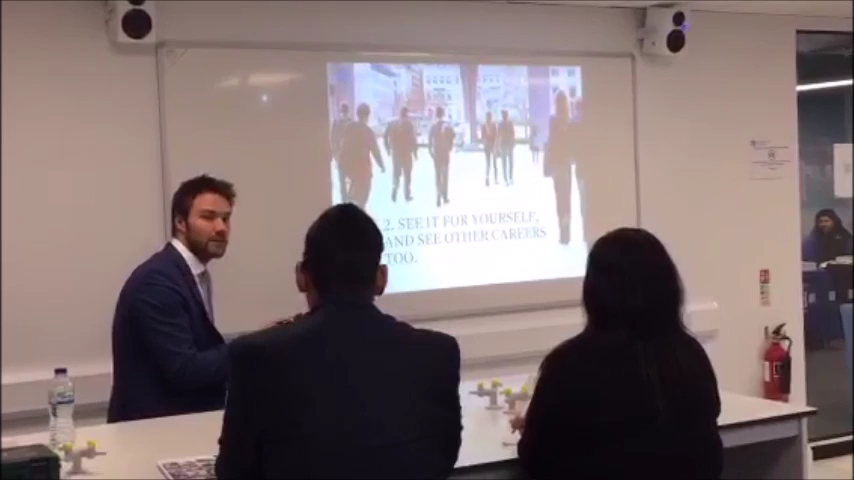 2. SEE IT FOR YOURSELF,
AND SEE OTHER CAREERS
TOO.